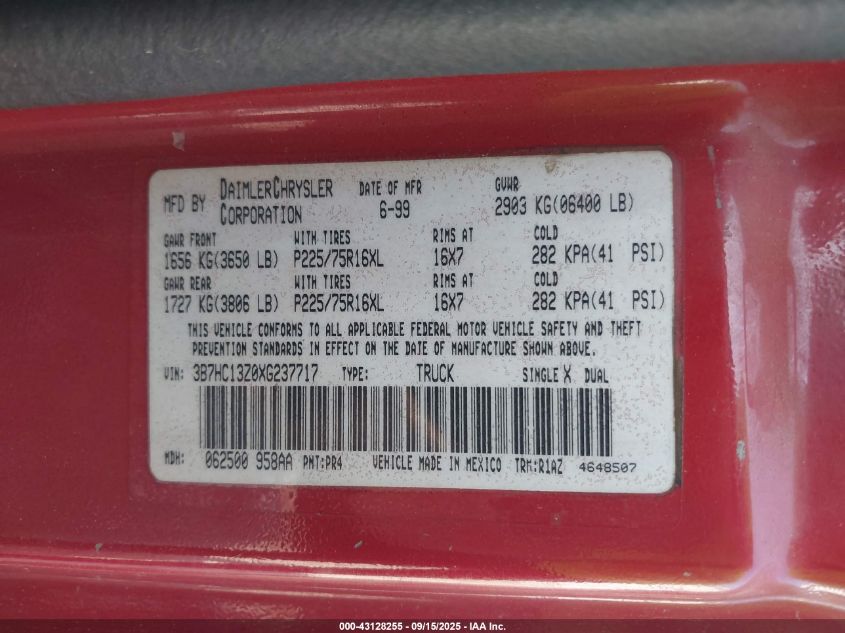 MFD BY DAIMLERCHRYSLER CORPORATION DATE OF MFR 6-99 GVWR 2903 KG(06400 LB)
GAWR FRONT WITH TIRES RIMS AT COLD
1656 KG(3650 LB) P225/75R16XL 16X7 282 KPA(41 PSI)
GAWR REAR WITH TIRES RIMS AT COLD
1727 KG(3806 LB) P225/75R16XL 16X7 282 KPA(41 PSI)
THIS VEHICLE CONFORMS TO ALL APPLICABLE FEDERAL MOTOR VEHICLE SAFETY AND THEFT
PREVENTION STANDARDS IN EFFECT ON THE DATE OF MANUFACTURE SHOWN ABOVE.
VIN: 3B7HC13Z0XG237717 TYPE: TRUCK SINGLE X DUAL
MDH: 062500 958AA PNT:PR4 VEHICLE MADE IN MEXICO TRM:R1AZ 4648507
000-43128255 - 09/15/2025 - IAA Inc.